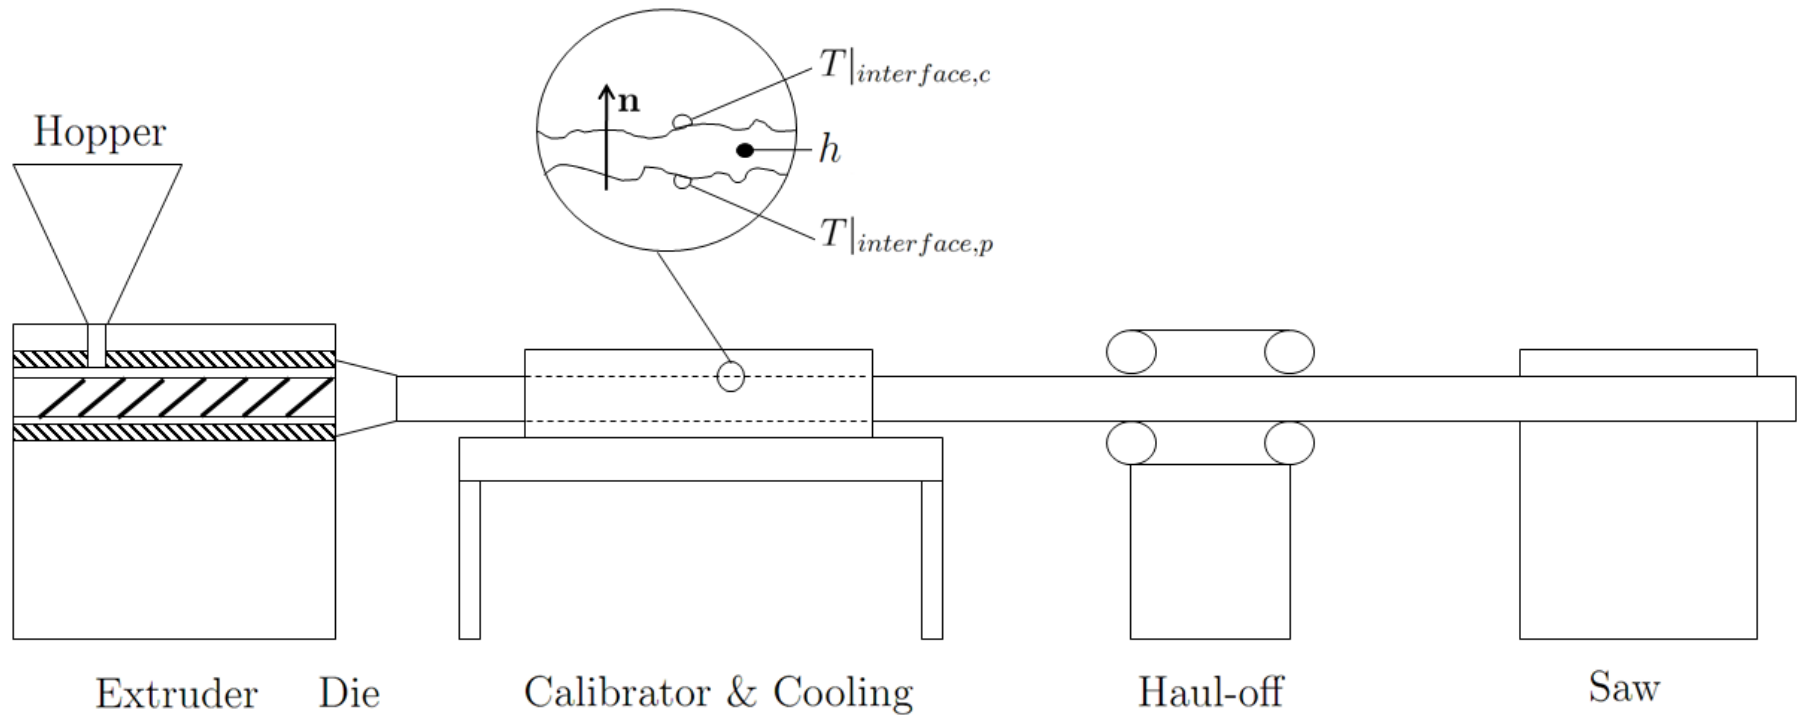 T|interface,c
n
Hopper
h
T|interface,p
Extruder
Die
Calibrator & Cooling
Haul-off
Saw